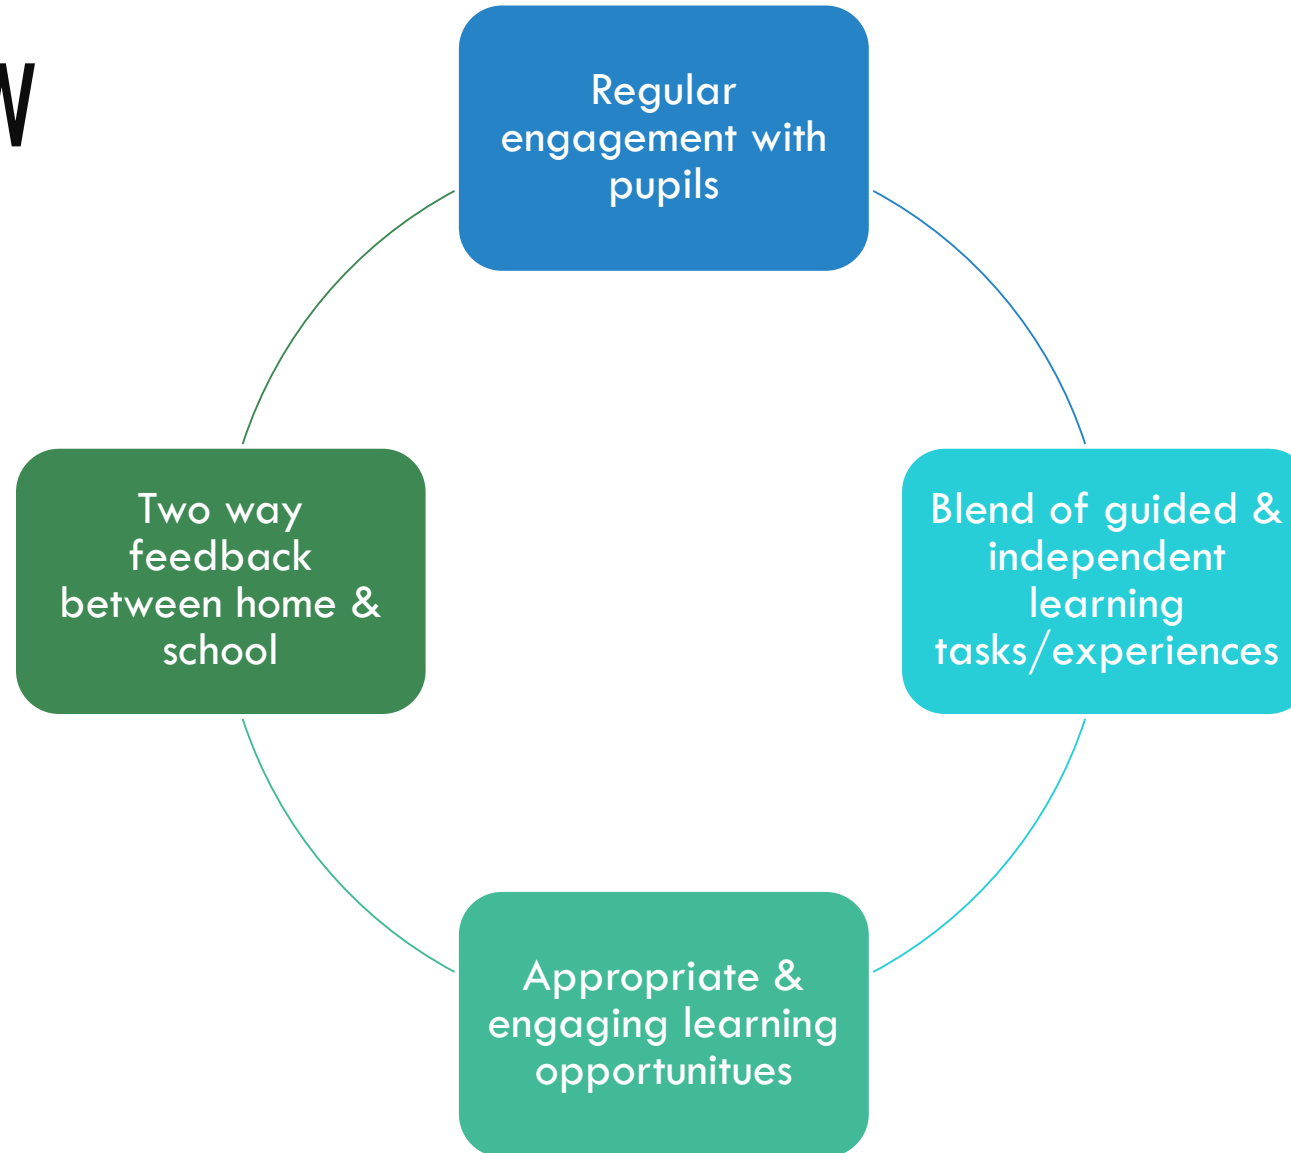 W
Regular
engagement with
pupils
Two way
feedback
between home &
school
Blend of guided &
independent
learning
tasks/experiences
Appropriate &
engaging learning
opportunitues